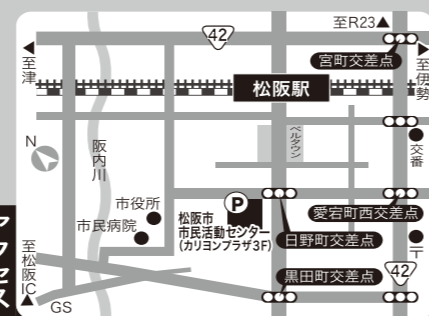 至R23▲
42
宮町交差点
◀至津
▶至伊勢
松阪駅
N
阪内川
ベルタウン
交番
市役所
市民病院
P
松阪市
市民活動センター
(カリヨンプラザ3F)
愛宕町西交差点
日野町交差点
〒
黒田町交差点
42
至松阪IC▲
GS
アクセス